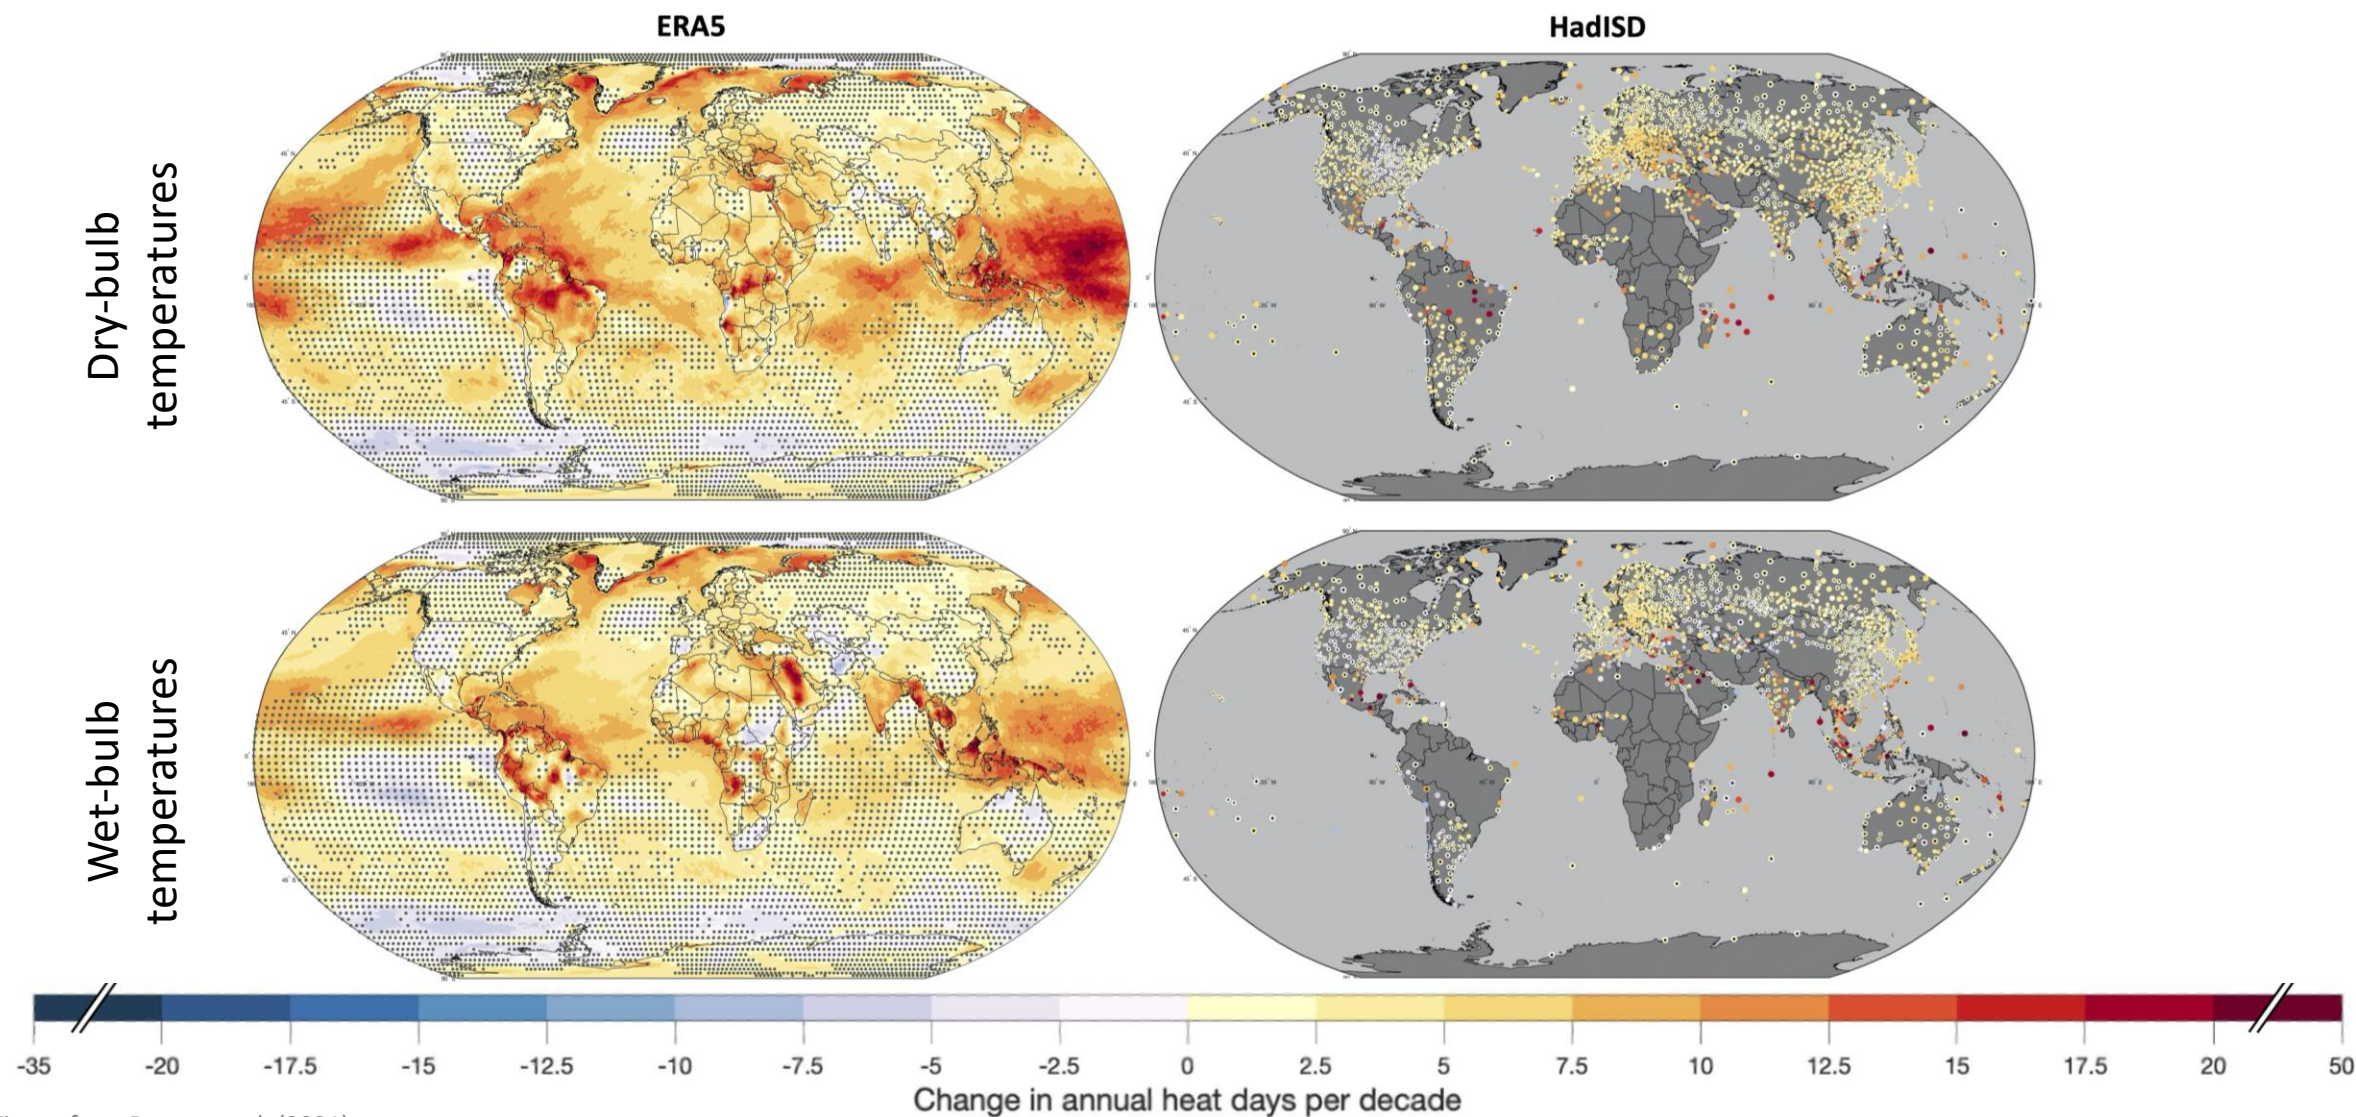 ERA5
HadISD
Dry-bulb
temperatures
Wet-bulb
temperatures
-35 -20 -17.5 -15 -12.5 -10 -7.5 -5 -2.5 0 2.5 5 7.5 10 12.5 15 17.5 20 50
Change in annual heat days per decade